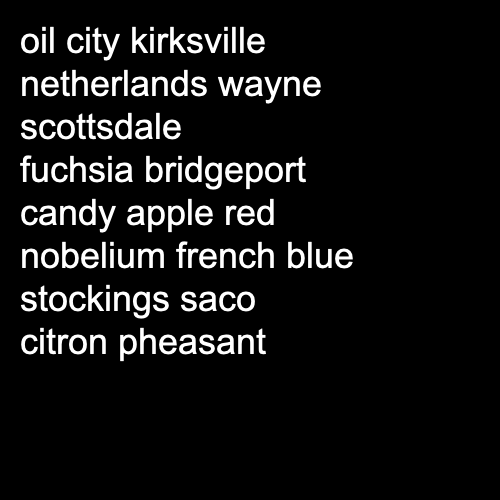 oil city kirksville
netherlands wayne
scottsdale
fuchsia bridgeport
candy apple red
nobelium french blue
stockings saco
citron pheasant